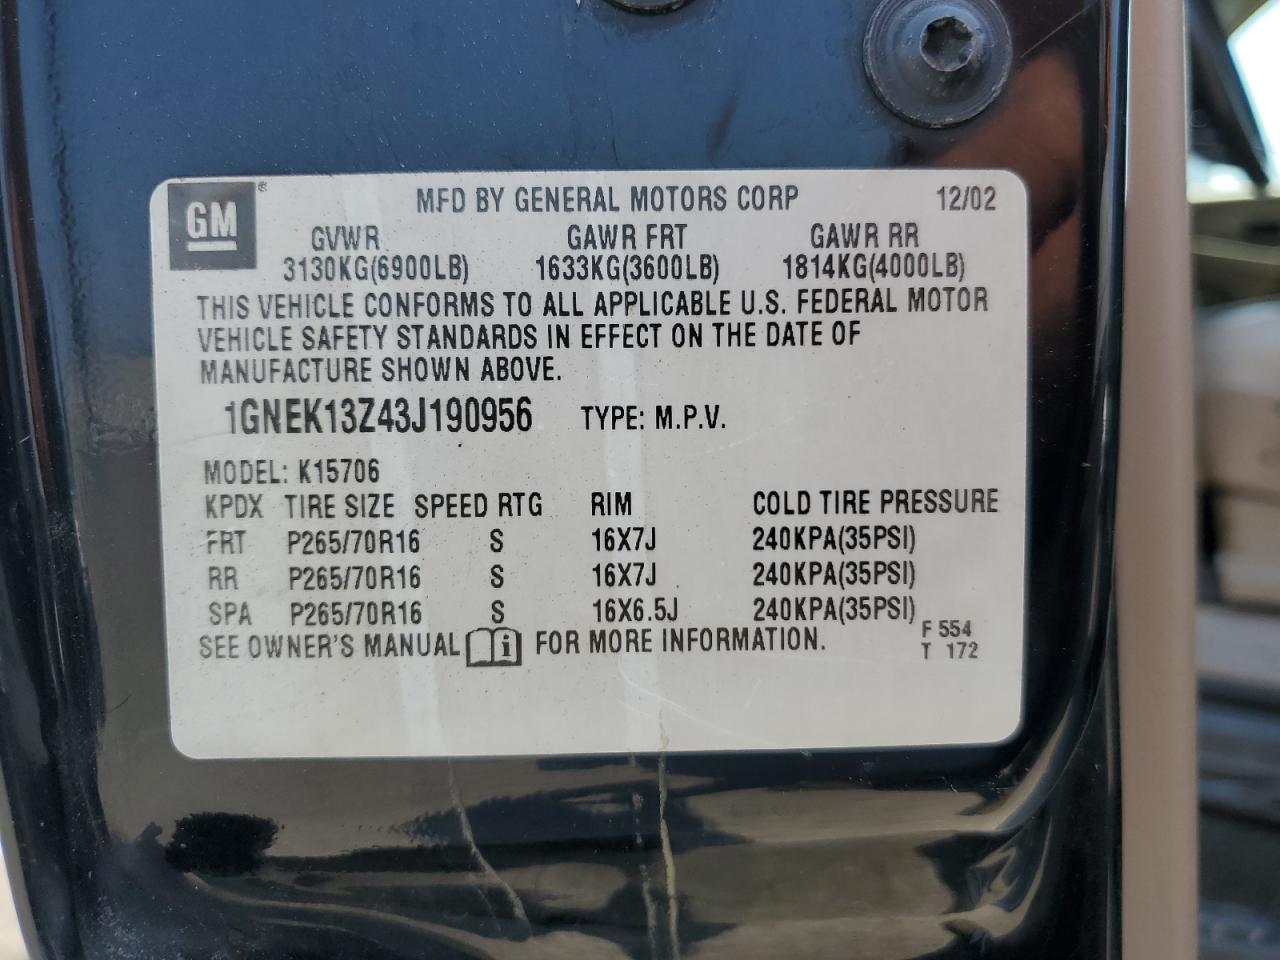 GM® MFD BY GENERAL MOTORS CORP 12/02
GVWR GAWR FRT GAWR RR
3130KG(6900LB) 1633KG(3600LB) 1814KG(4000LB)
THIS VEHICLE CONFORMS TO ALL APPLICABLE U.S. FEDERAL MOTOR
VEHICLE SAFETY STANDARDS IN EFFECT ON THE DATE OF
MANUFACTURE SHOWN ABOVE.
1GNEK13Z43J190956 TYPE: M.P.V.
MODEL: K15706
KPDX TIRE SIZE SPEED RTG RIM COLD TIRE PRESSURE
FRT P265/70R16 S 16X7J 240KPA(35PSI)
RR P265/70R16 S 16X7J 240KPA(35PSI)
SPA P265/70R16 S 16X6.5J 240KPA(35PSI)
SEE OWNER'S MANUAL i FOR MORE INFORMATION. F 554
T 172